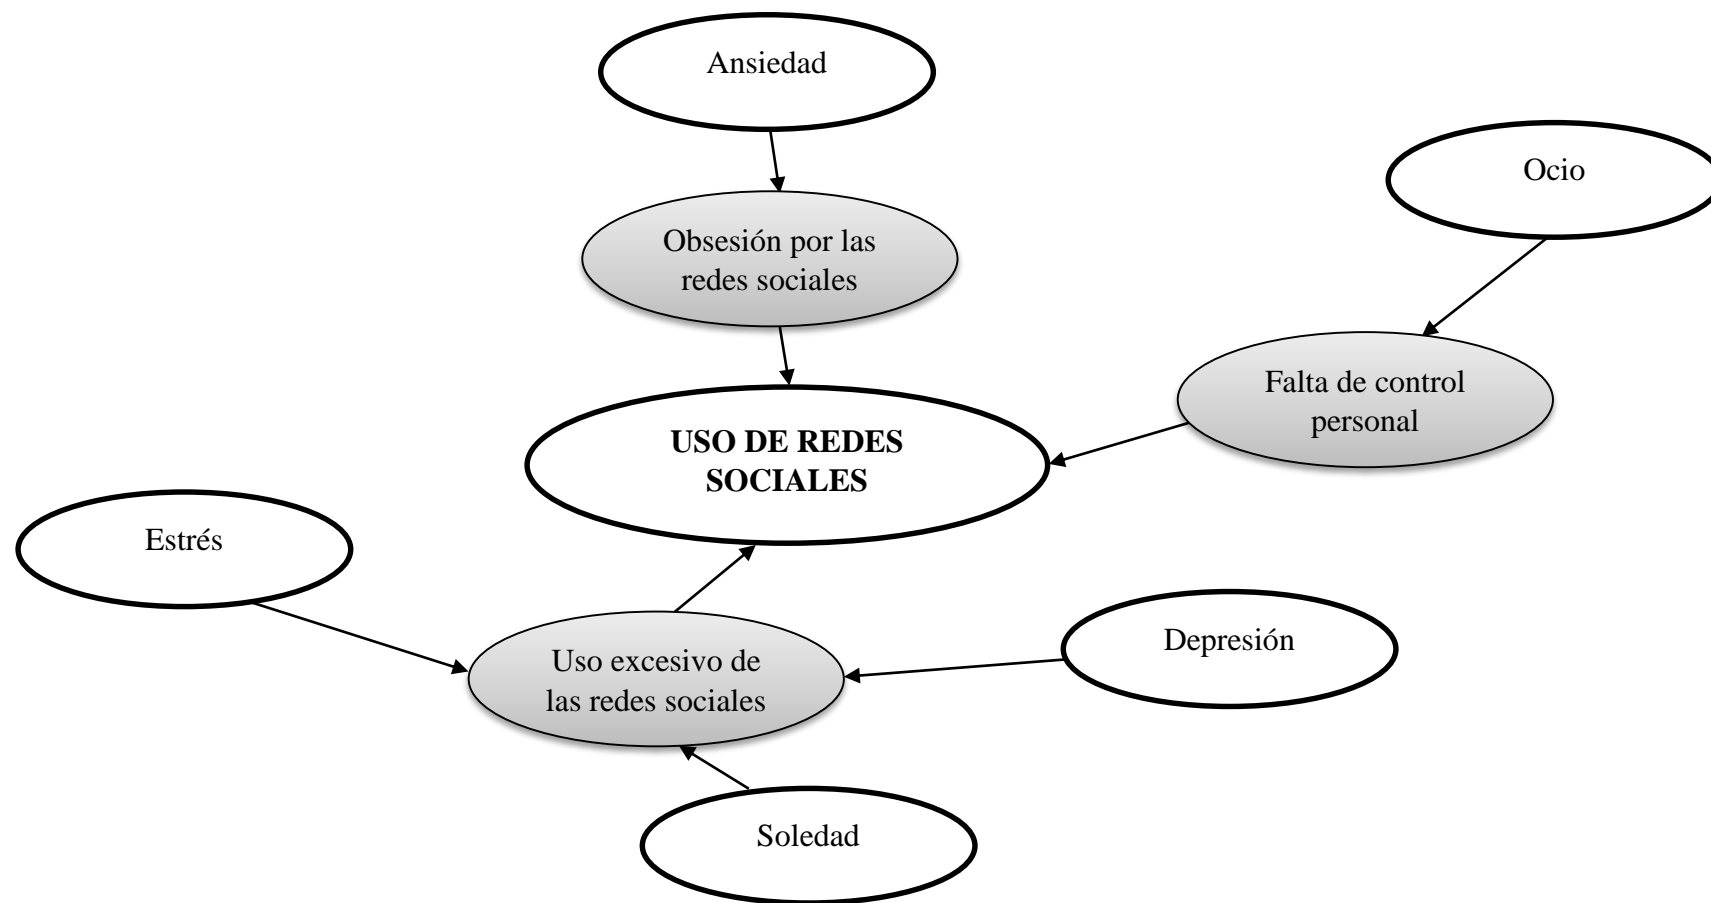 Ansiedad
Ocio
Obsesión por las
redes sociales
Falta de control
personal
USO DE REDES
SOCIALES
Estrés
Depresión
Uso excesivo de
las redes sociales
Soledad